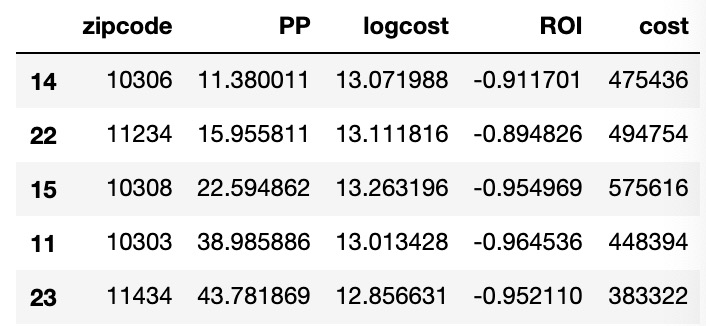 zipcode PP logcost ROI cost
14 10306 11.380011 13.071988 -0.911701 475436
22 11234 15.955811 13.111816 -0.894826 494754
15 10308 22.594862 13.263196 -0.954969 575616
11 10303 38.985886 13.013428 -0.964536 448394
23 11434 43.781869 12.856631 -0.952110 383322